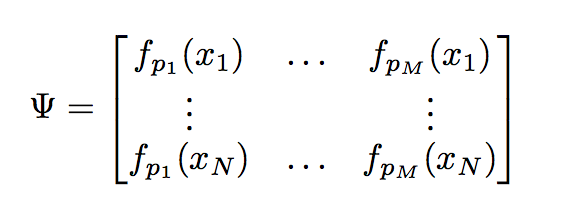 f_{p_1}(x_1) … f_{p_M}(x_1)
Ψ = ⋮ ⋮
f_{p_1}(x_N) … f_{p_M}(x_N)